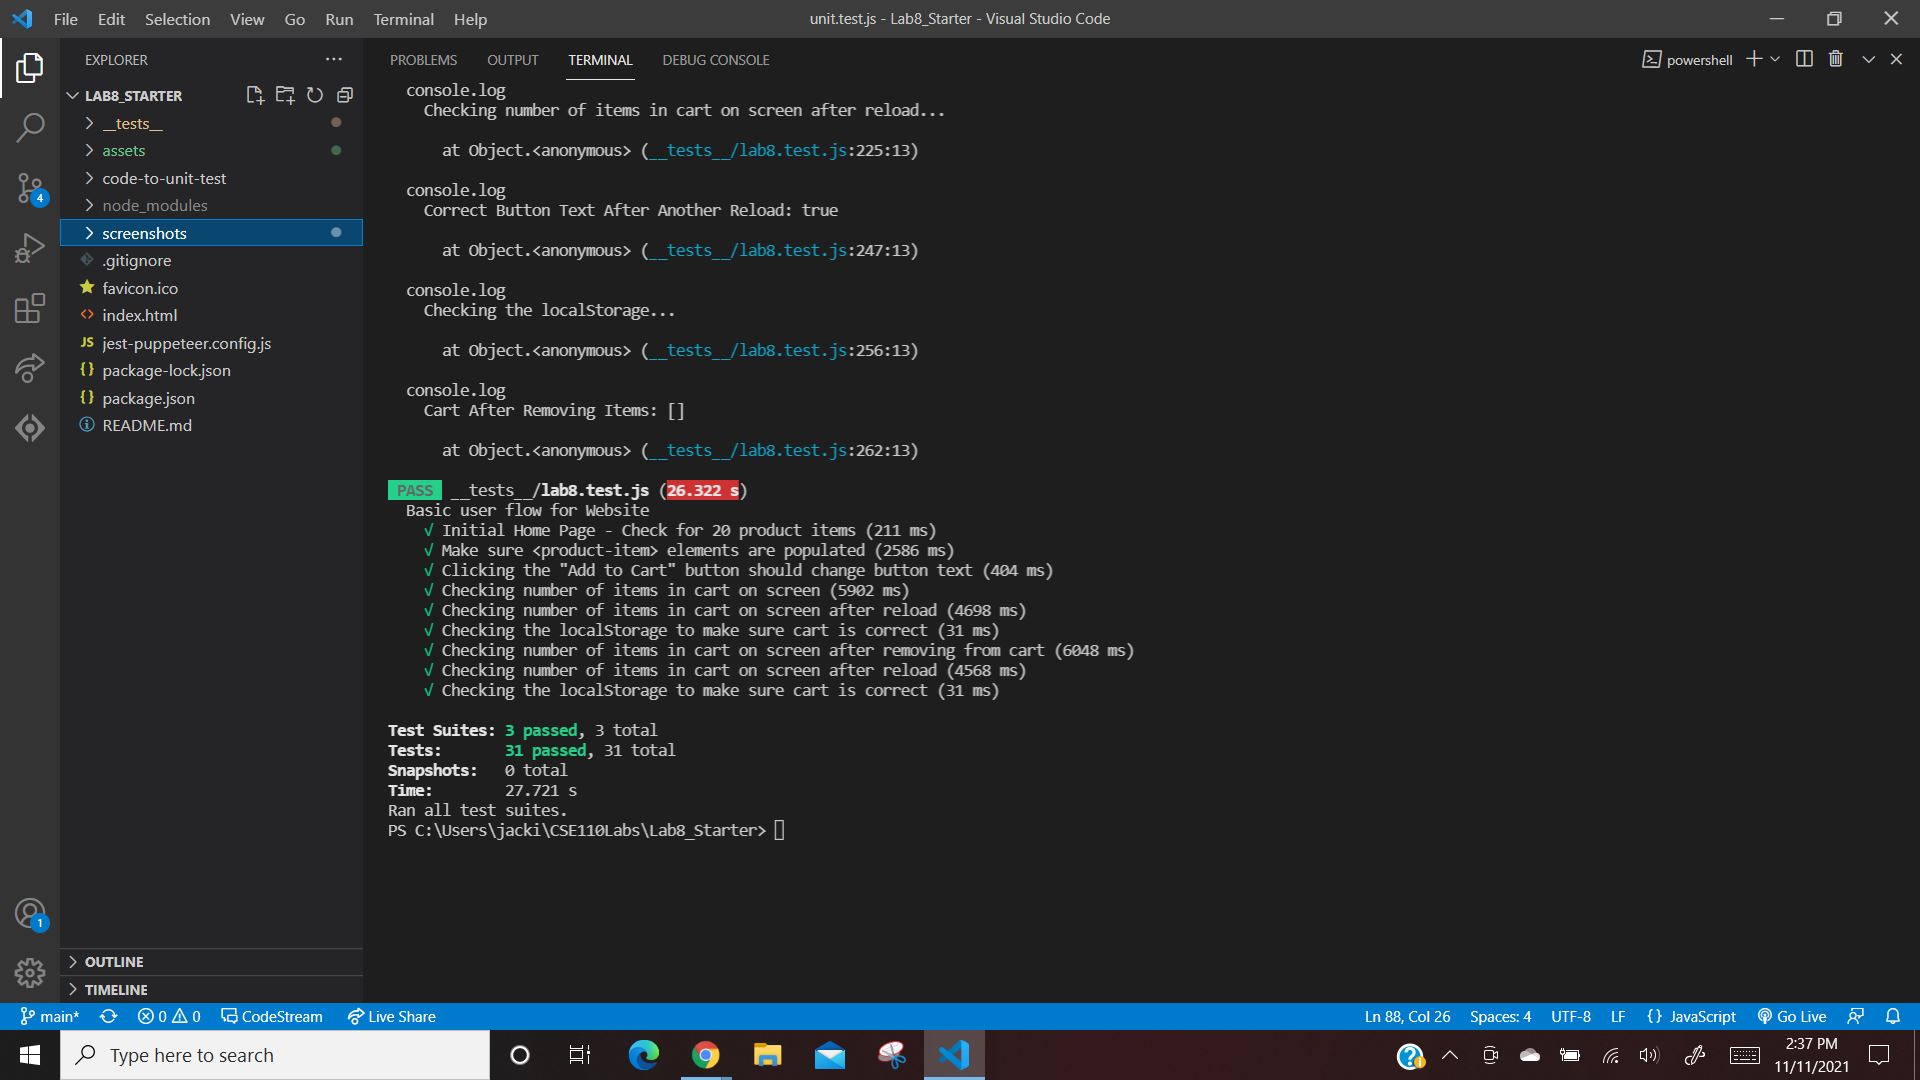 File Edit Selection View Go Run Terminal Help
unit.test.js - Lab8_Starter - Visual Studio Code
EXPLORER
LAB8_STARTER
__tests__
assets
code-to-unit-test
node_modules
screenshots
.gitignore
favicon.ico
index.html
JS jest-puppeteer.config.js
{} package-lock.json
{} package.json
README.md
4
1
OUTLINE
TIMELINE
PROBLEMS OUTPUT TERMINAL DEBUG CONSOLE
powershell
console.log
Checking number of items in cart on screen after reload...
at Object.<anonymous> (__tests__/lab8.test.js:225:13)
console.log
Correct Button Text After Another Reload: true
at Object.<anonymous> (__tests__/lab8.test.js:247:13)
console.log
Checking the localStorage...
at Object.<anonymous> (__tests__/lab8.test.js:256:13)
console.log
Cart After Removing Items: []
at Object.<anonymous> (__tests__/lab8.test.js:262:13)
PASS __tests__/lab8.test.js (26.322 s)
Basic user flow for Website
√ Initial Home Page - Check for 20 product items (211 ms)
√ Make sure <product-item> elements are populated (2586 ms)
√ Clicking the "Add to Cart" button should change button text (404 ms)
√ Checking number of items in cart on screen (5902 ms)
√ Checking number of items in cart on screen after reload (4698 ms)
√ Checking the localStorage to make sure cart is correct (31 ms)
√ Checking number of items in cart on screen after removing from cart (6048 ms)
√ Checking number of items in cart on screen after reload (4568 ms)
√ Checking the localStorage to make sure cart is correct (31 ms)
Test Suites: 3 passed, 3 total
Tests: 31 passed, 31 total
Snapshots: 0 total
Time: 27.721 s
Ran all test suites.
PS C:\Users\jacki\CSE110Labs\Lab8_Starter>
main* 0 0 CodeStream Live Share
Ln 88, Col 26 Spaces: 4 UTF-8 LF {} JavaScript Go Live
Type here to search
2:37 PM
11/11/2021